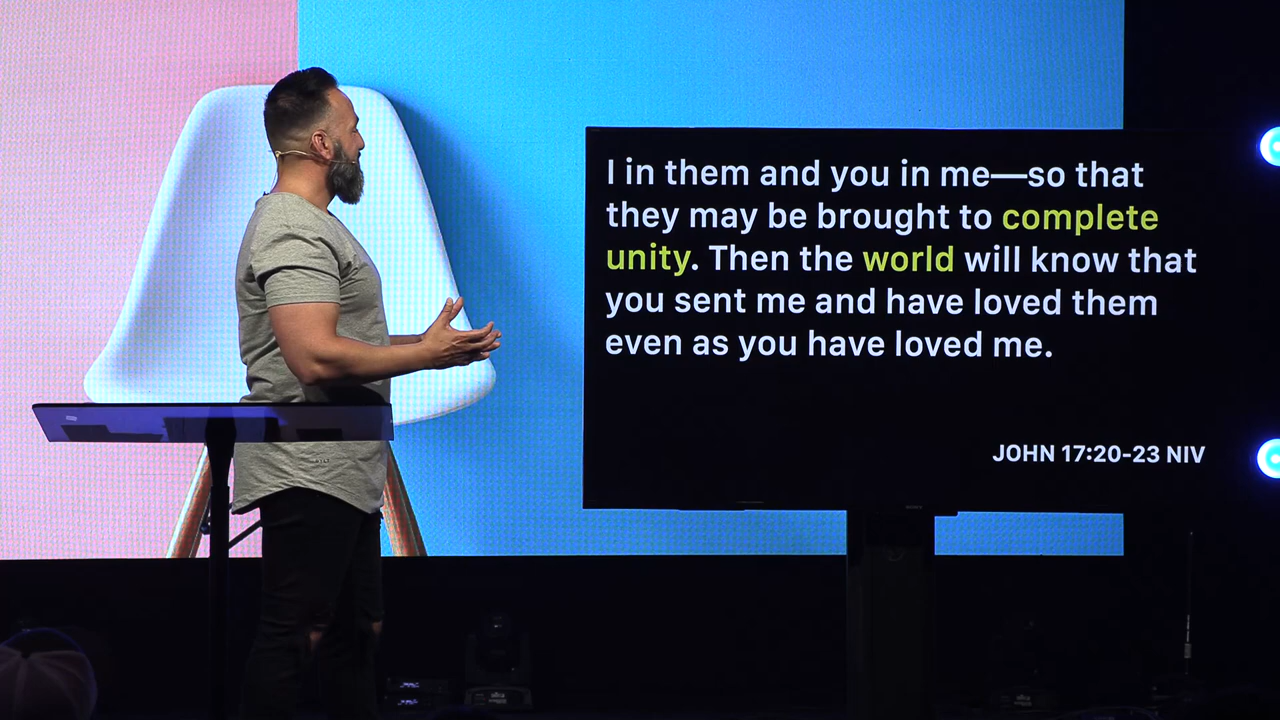 I in them and you in me—so that
they may be brought to complete
unity. Then the world will know that
you sent me and have loved them
even as you have loved me.
JOHN 17:20-23 NIV